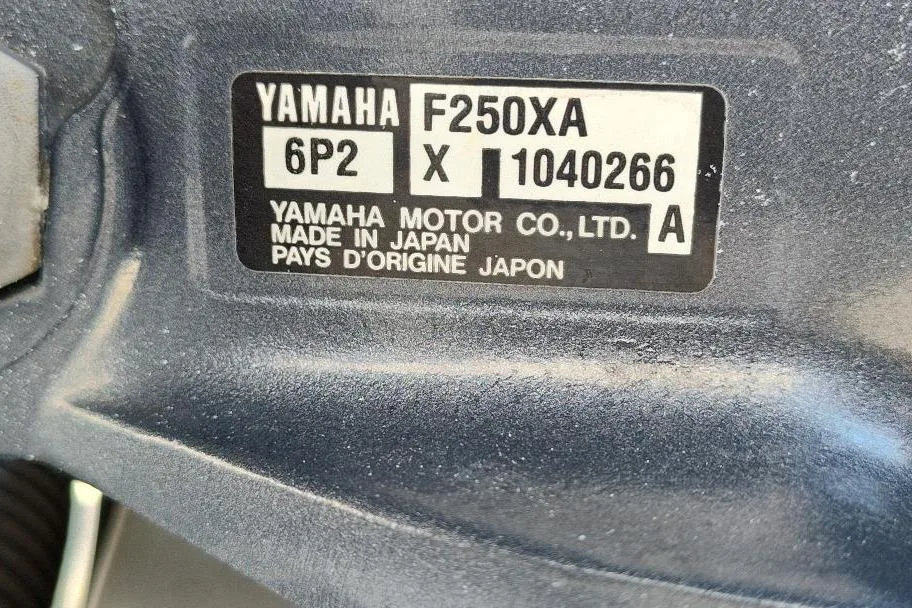 YAMAHA F250XA
6P2 X 1040266
YAMAHA MOTOR CO., LTD. A
MADE IN JAPAN
PAYS D'ORIGINE JAPON